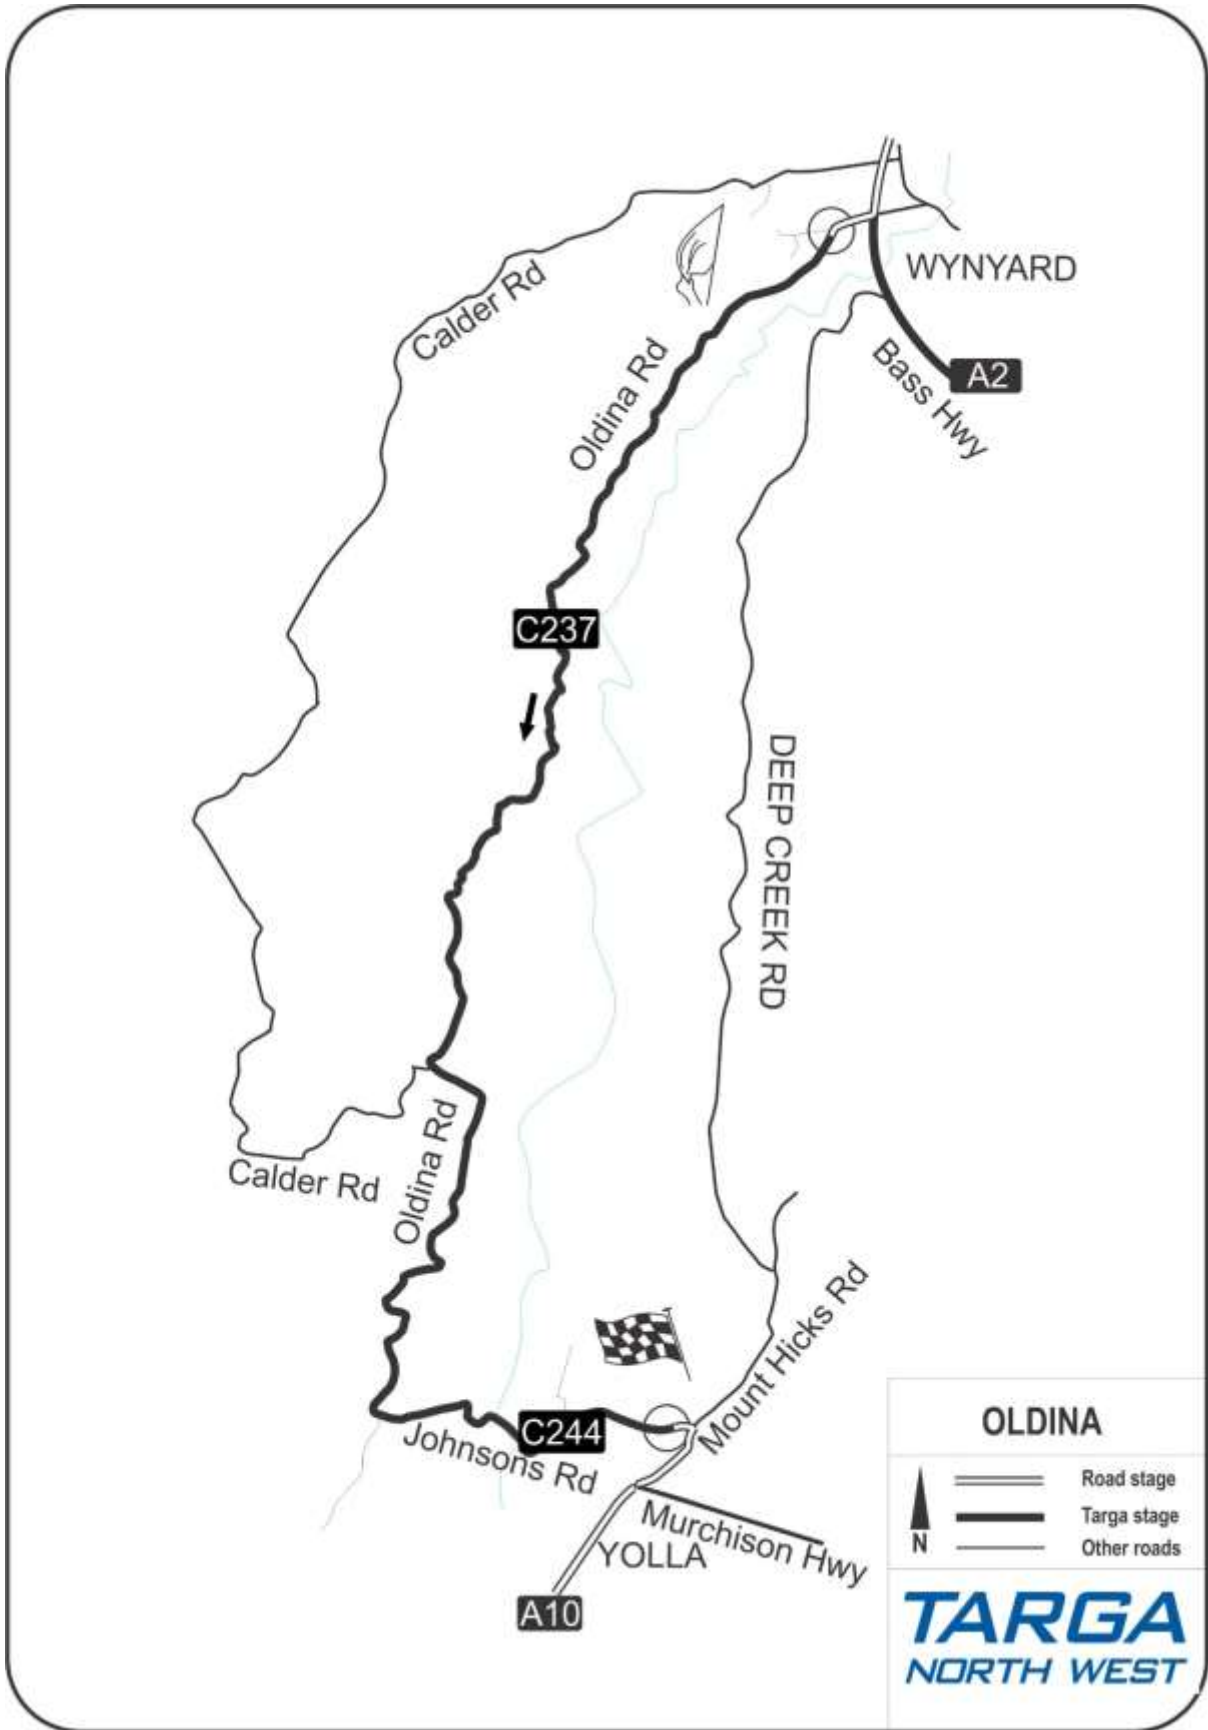 WYNYARD
Calder Rd
Oldina Rd
Bass Hwy
A2
C237
DEEP CREEK RD
Oldina Rd
Calder Rd
Mount Hicks Rd
C244
Johnsons Rd
Murchison Hwy
YOLLA
A10
OLDINA
Road stage
Targa stage
Other roads
N
TARGA
NORTH WEST